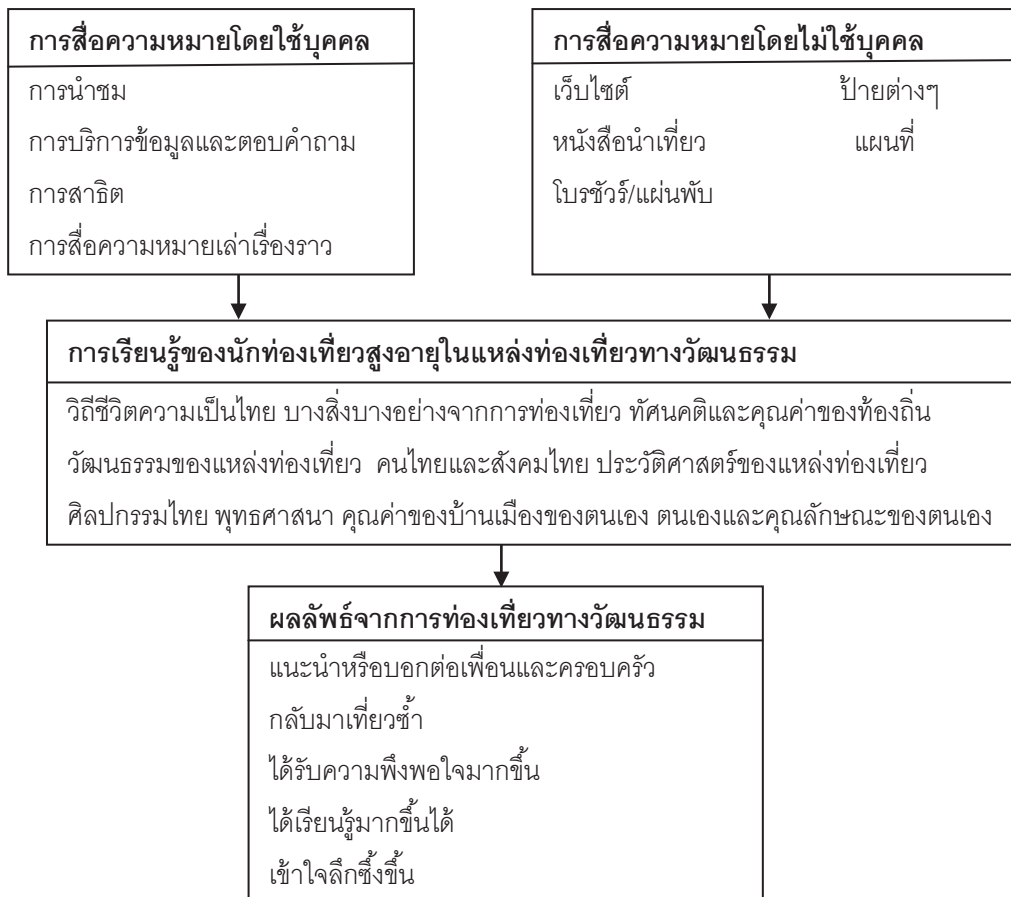 การสื่อความหมายโดยใช้บุคคล
การนำชม
การบริการข้อมูลและตอบคำถาม
การสาธิต
การสื่อความหมายเล่าเรื่องราว
การสื่อความหมายโดยไม่ใช้บุคคล
เว็บไซต์ ป้ายต่างๆ
หนังสือนำเที่ยว แผนที่
โบรชัวร์/แผ่นพับ
การเรียนรู้ของนักท่องเที่ยวสูงอายุในแหล่งท่องเที่ยวทางวัฒนธรรม
วิถีชีวิตความเป็นไทย บางสิ่งบางอย่างจากการท่องเที่ยว ทัศนคติและคุณค่าของท้องถิ่น
วัฒนธรรมของแหล่งท่องเที่ยว คนไทยและสังคมไทย ประวัติศาสตร์ของแหล่งท่องเที่ยว
ศิลปกรรมไทย พุทธศาสนา คุณค่าของบ้านเมืองของตนเอง ตนเองและคุณลักษณะของตนเอง
ผลลัพธ์จากการท่องเที่ยวทางวัฒนธรรม
แนะนำหรือบอกต่อเพื่อนและครอบครัว
กลับมาเที่ยวซ้ำ
ได้รับความพึงพอใจมากขึ้น
ได้เรียนรู้มากขึ้นได้
เข้าใจลึกซึ้งขึ้น